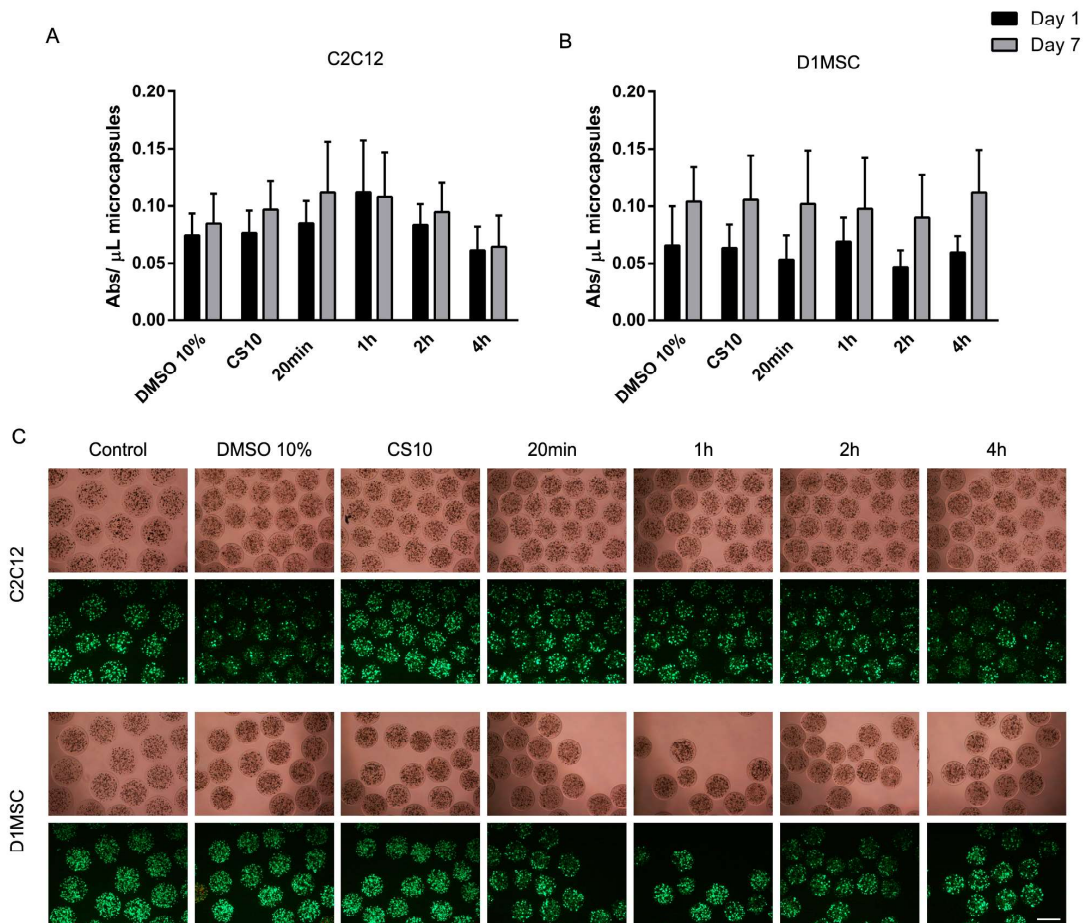 Day 1
Day 7
A
C2C12
Abs/ μL microcapsules
0.20
0.15
0.10
0.05
0.00
DMSO 10%
CS10
20min
1h
2h
4h
B
D1MSC
Abs/ μL microcapsules
0.20
0.15
0.10
0.05
0.00
DMSO 10%
CS10
20min
1h
2h
4h
C
Control DMSO 10% CS10 20min 1h 2h 4h
C2C12
D1MSC